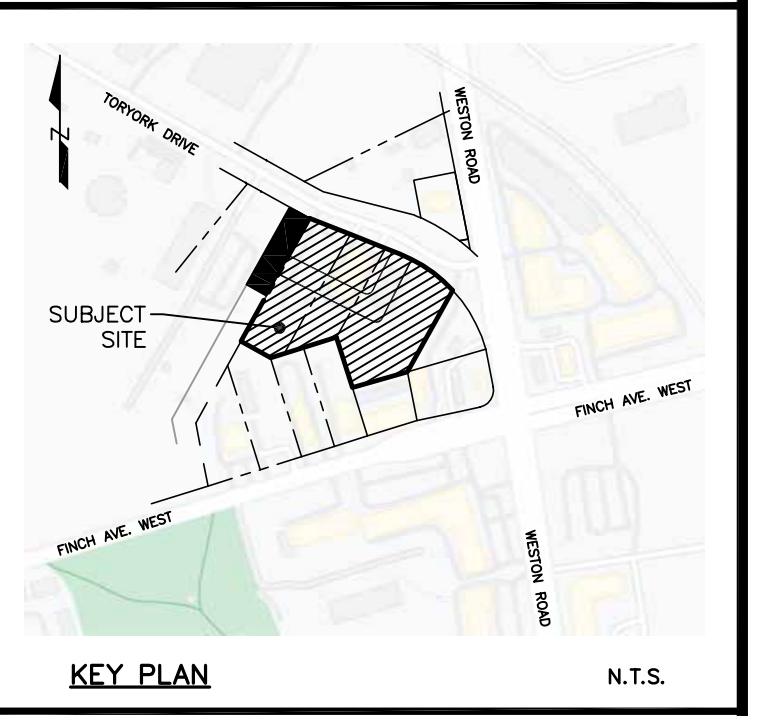 TORYORK DRIVE
WESTON ROAD
N
SUBJECT
SITE
FINCH AVE. WEST
FINCH AVE. WEST
WESTON ROAD
KEY PLAN
N.T.S.